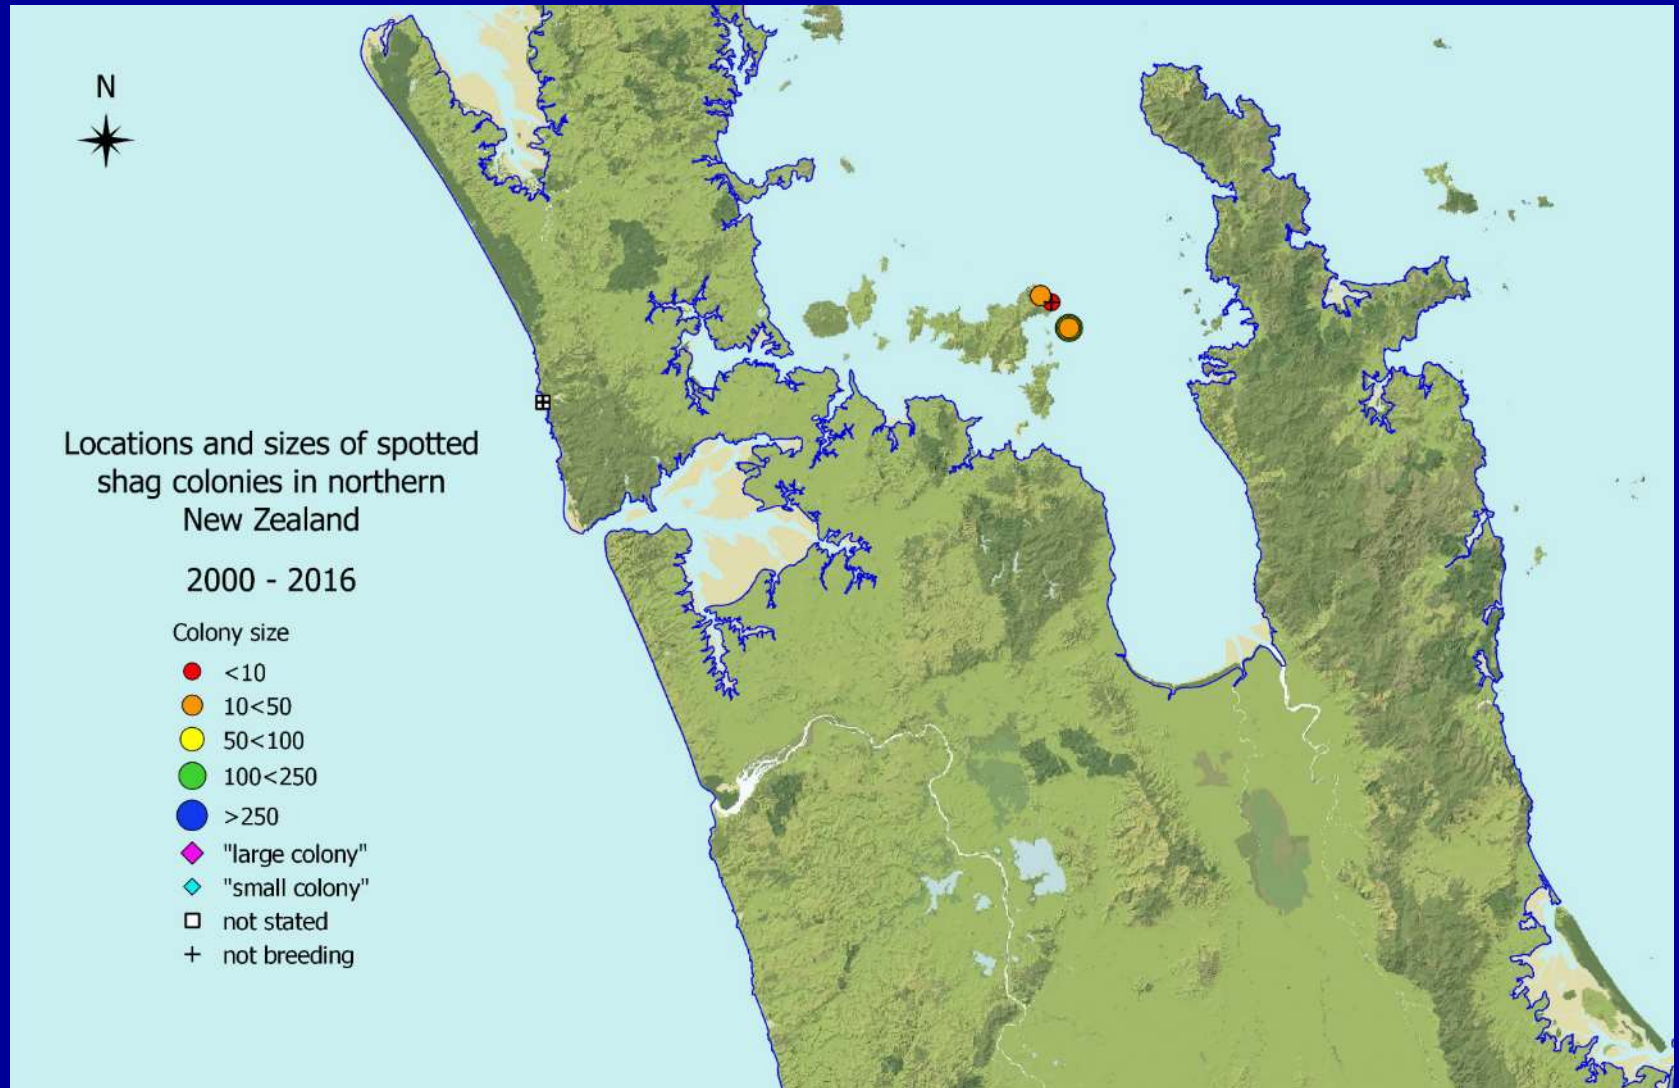 N
Locations and sizes of spotted
shag colonies in northern
New Zealand
2000 - 2016
Colony size
<10
10<50
50<100
100<250
>250
"large colony"
"small colony"
not stated
not breeding